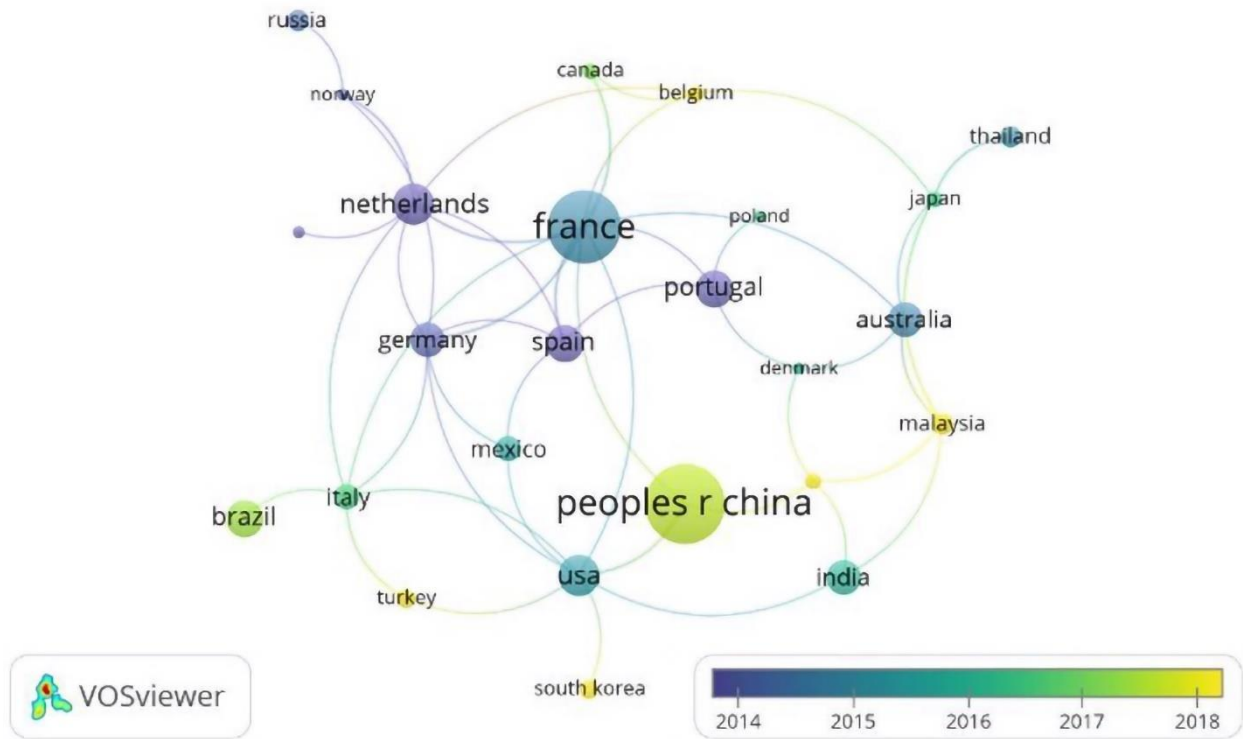 russia
canada
norway
belgium
thailand
netherlands
japan
france
poland
portugal
australia
germany
spain
denmark
malaysia
mexico
italy
peoples r china
brazil
usa
india
turkey
south korea
VOSviewer
2014 2015 2016 2017 2018